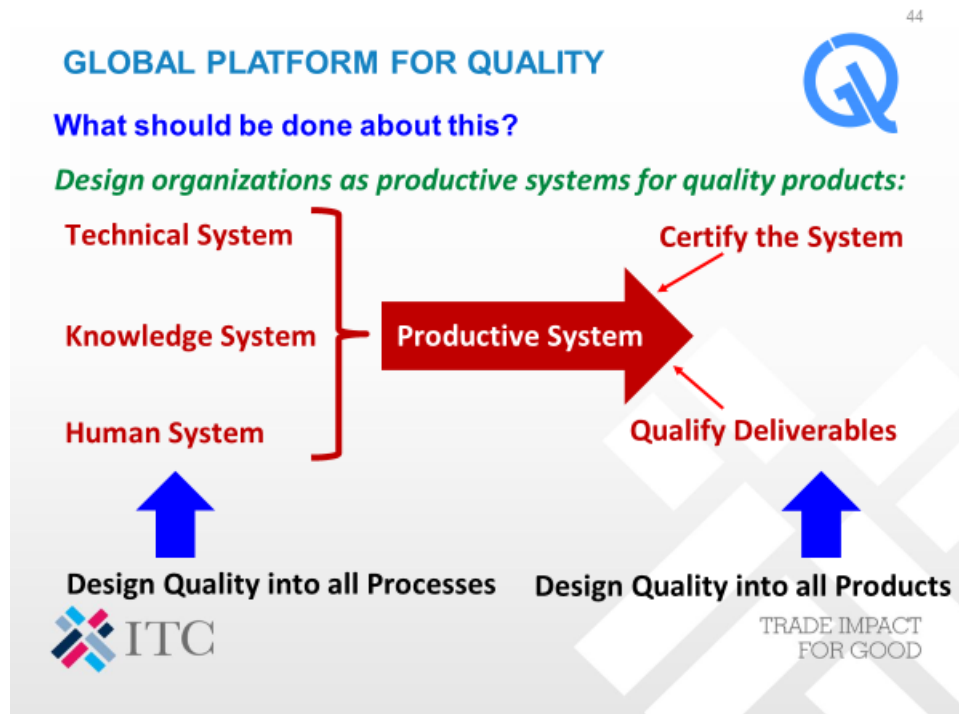 44
GLOBAL PLATFORM FOR QUALITY
What should be done about this?
Design organizations as productive systems for quality products:
Technical System
Certify the System
Knowledge System
Productive System
Human System
Qualify Deliverables
Design Quality into all Processes
Design Quality into all Products
ITC
TRADE IMPACT
FOR GOOD